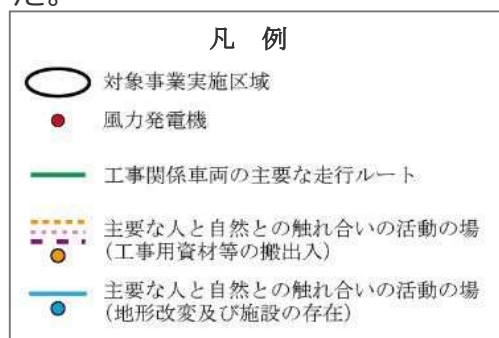 た。
凡 例
対象事業実施区域
風力発電機
工事関係車両の主要な走行ルート
主要な人と自然との触れ合いの活動の場
(工事用資材等の搬出入)
主要な人と自然との触れ合いの活動の場
(地形改変及び施設の存在)